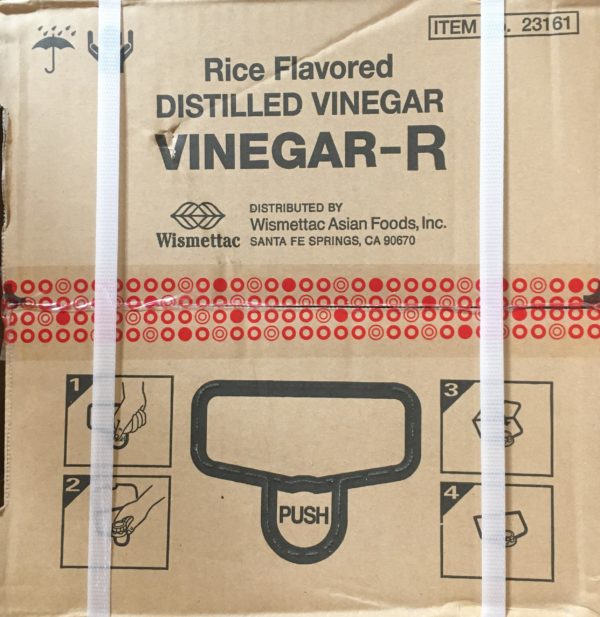 ITEM . 23161
Rice Flavored
DISTILLED VINEGAR
VINEGAR-R
Wismettac
DISTRIBUTED BY
Wismettac Asian Foods, Inc.
SANTA FE SPRINGS, CA 90670
1
2
PUSH
3
4